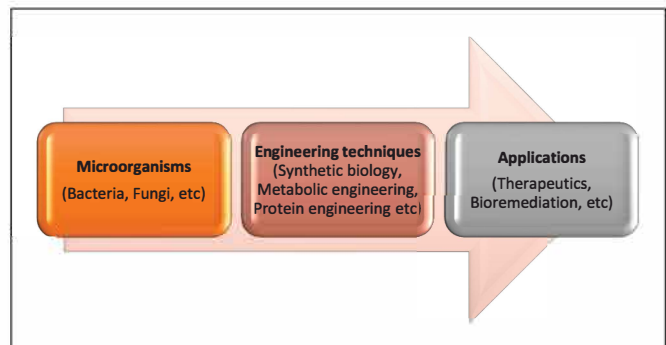 Microorganisms
(Bacteria, Fungi, etc)
Engineering techniques
(Synthetic biology,
Metabolic engineering,
Protein engineering etc)
Applications
(Therapeutics,
Bioremediation, etc)